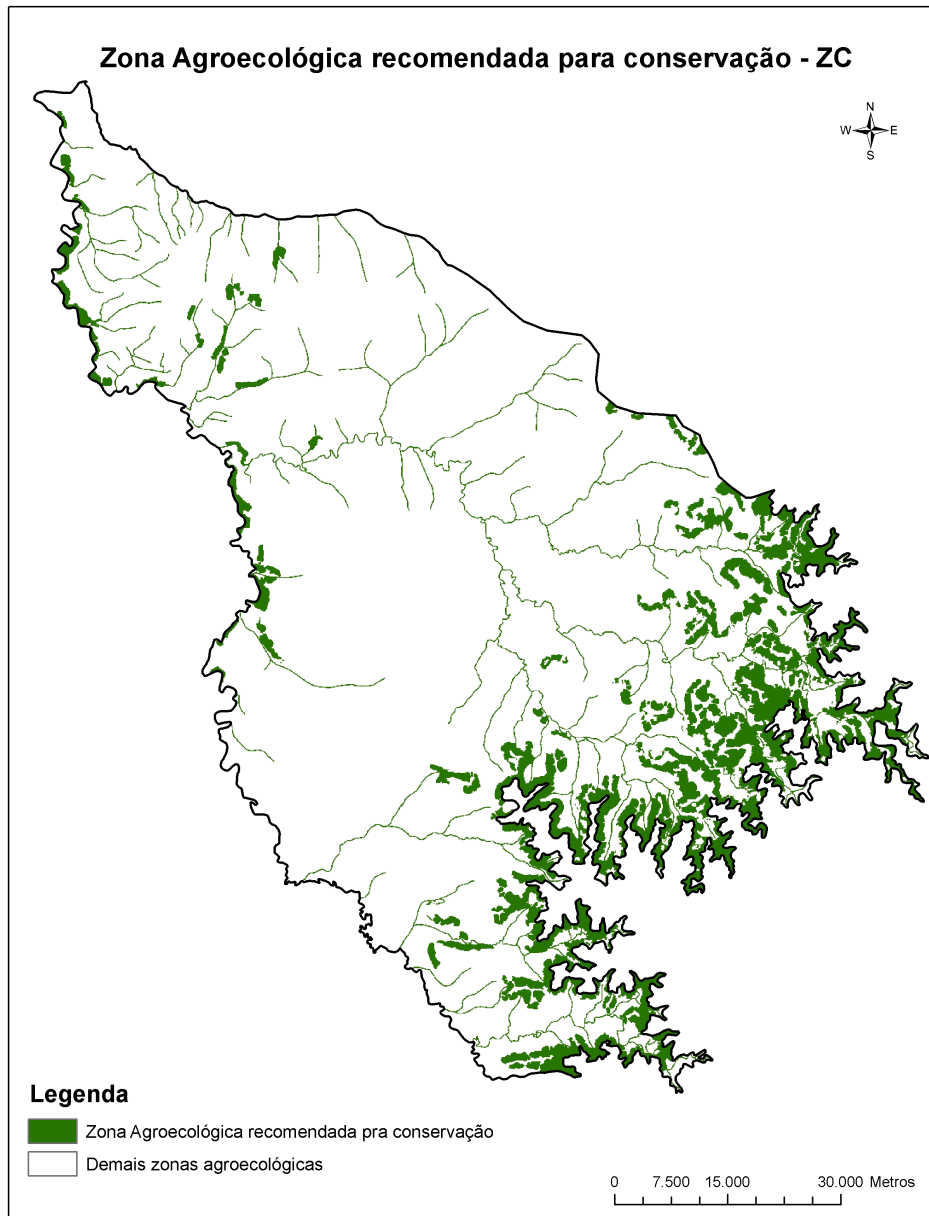 Zona Agroecológica recomendada para conservação - ZC
N
W E
S
Legenda
Zona Agroecológica recomendada pra conservação
Demais zonas agroecológicas
0 7.500 15.000 30.000 Metros